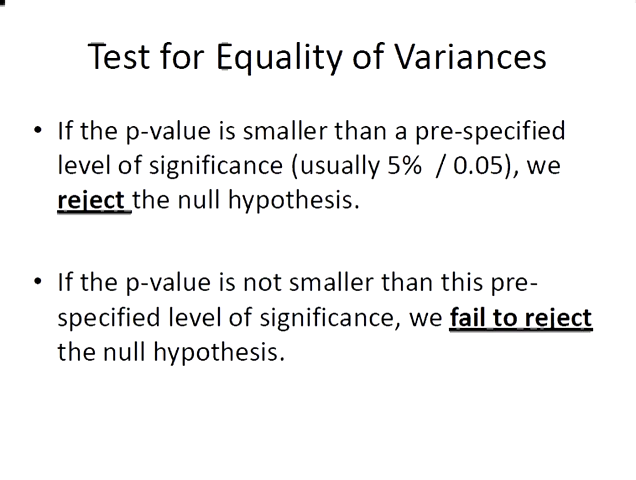 Test for Equality of Variances
• If the p-value is smaller than a pre-specified
level of significance (usually 5%  / 0.05), we
reject the null hypothesis.
• If the p-value is not smaller than this pre-
specified level of significance, we fail to reject
the null hypothesis.